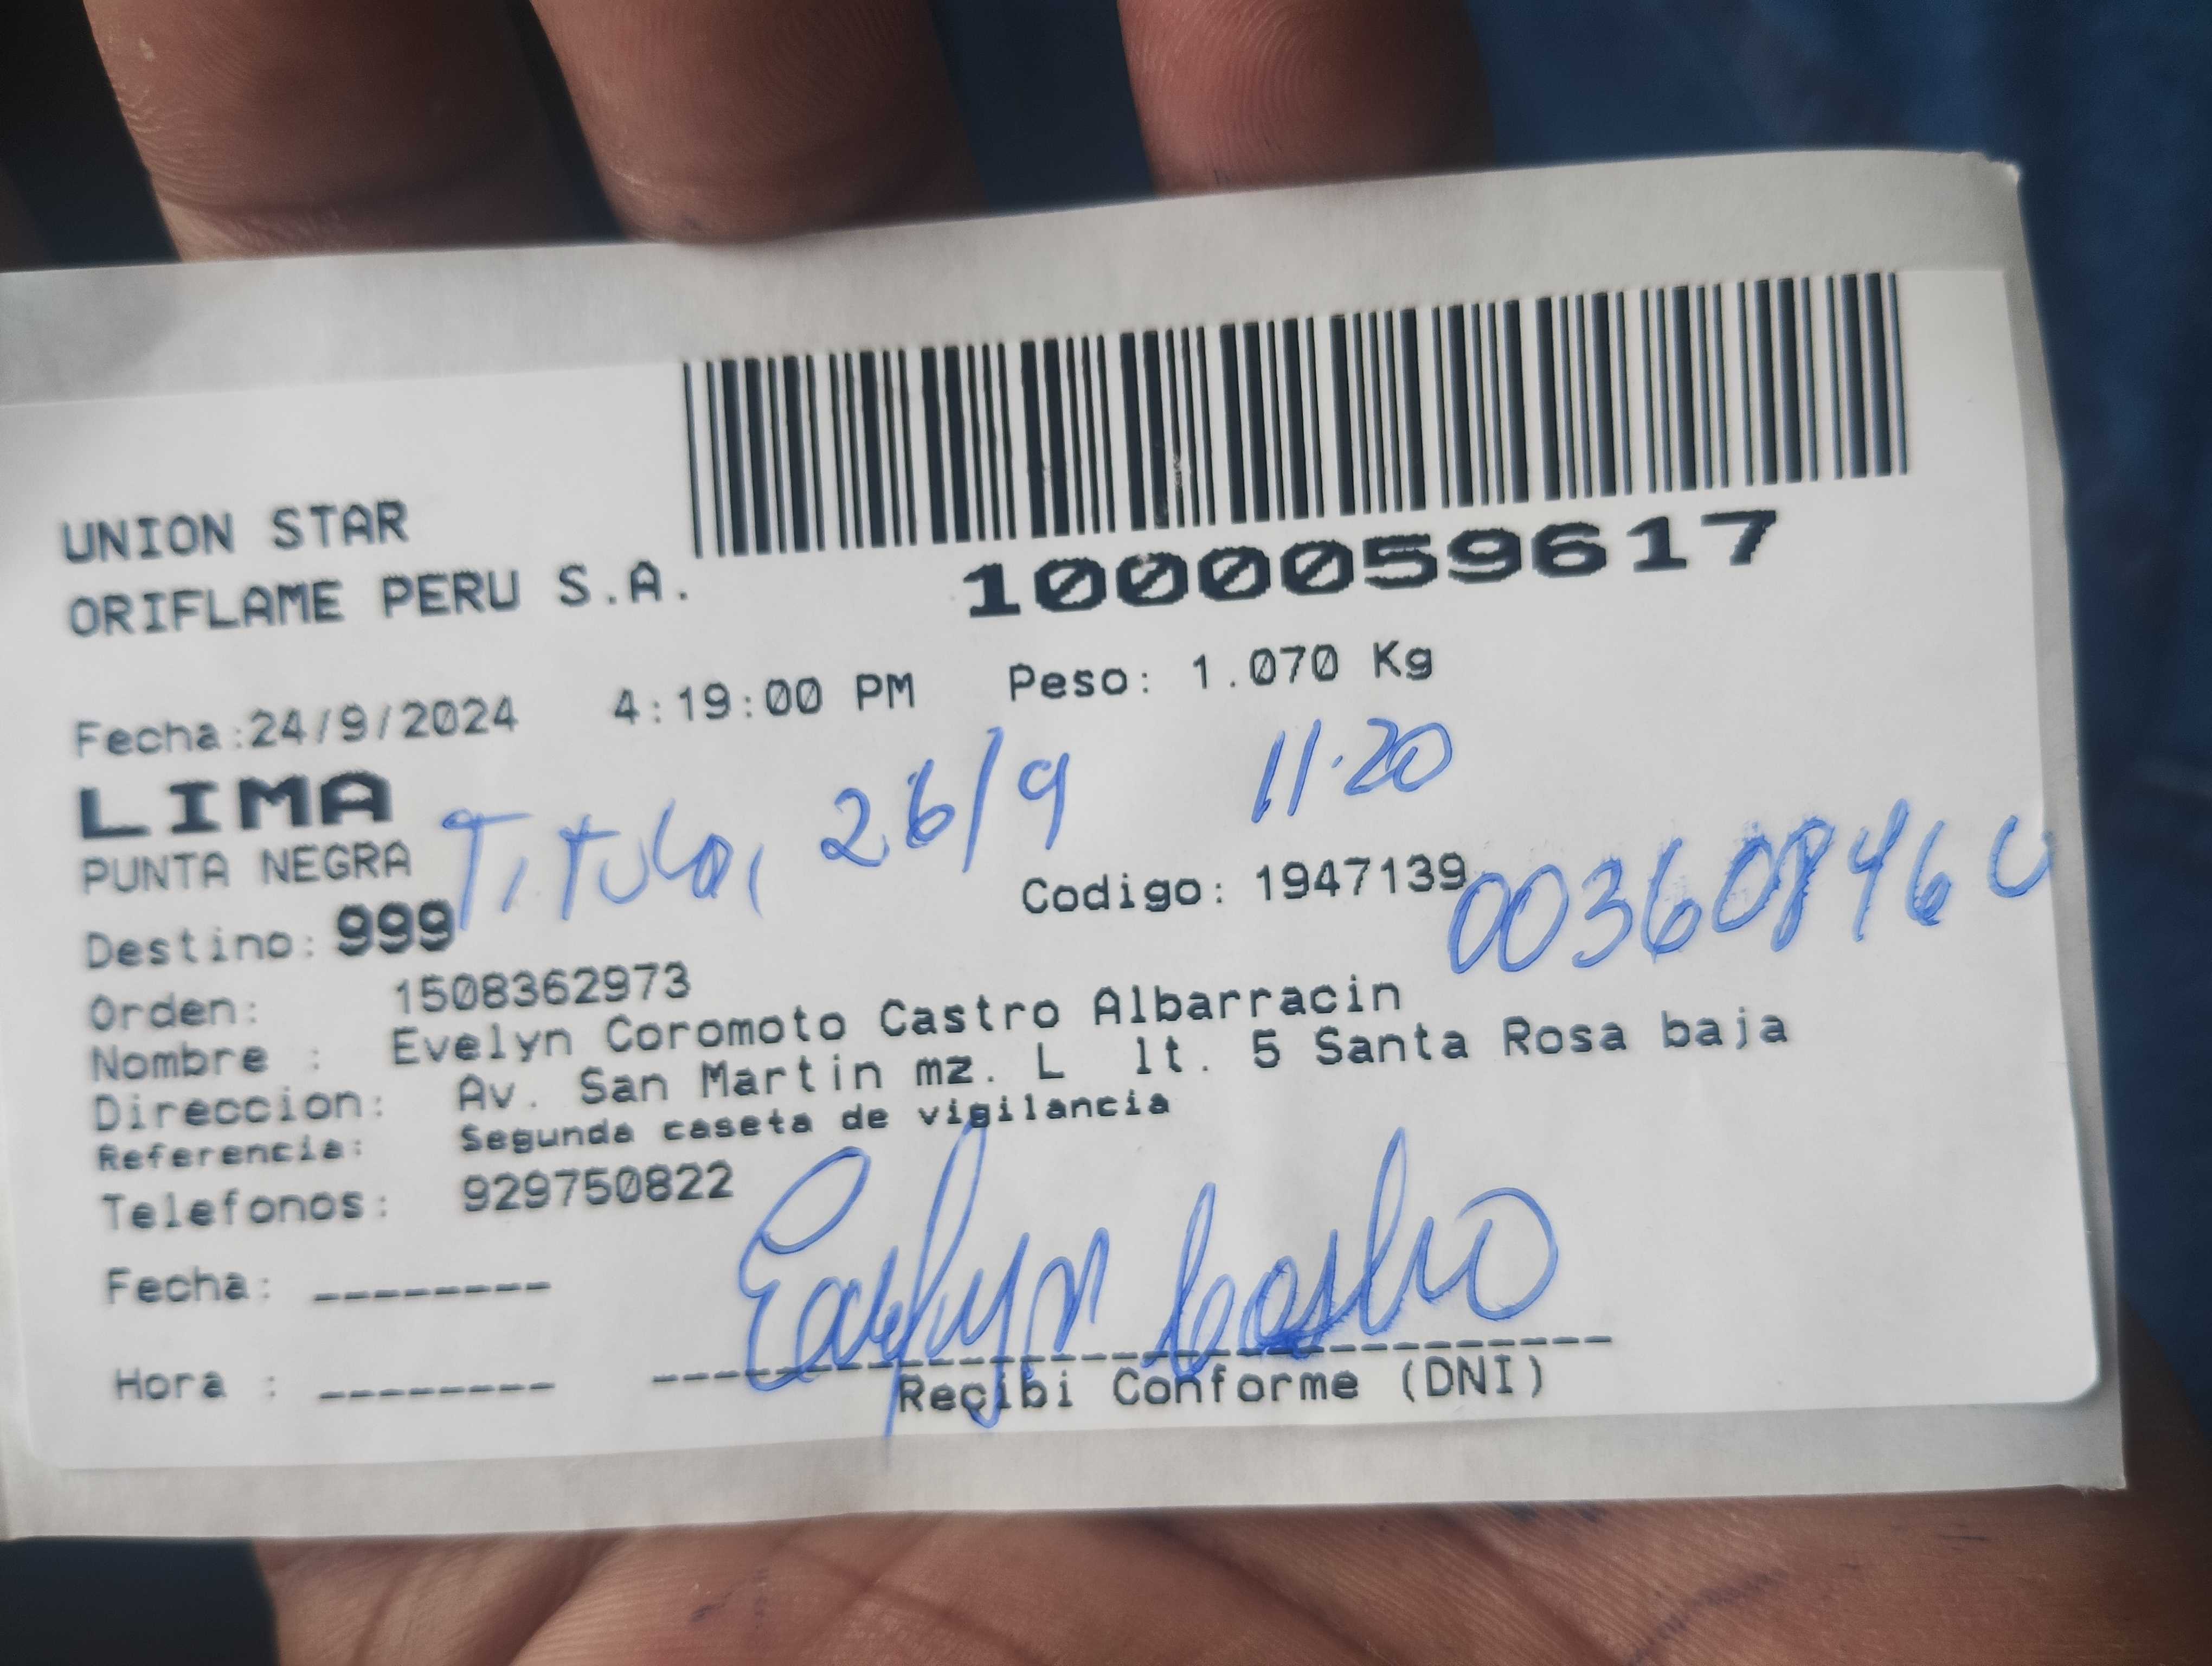 UNION STAR
ORIFLAME PERU S.A.
1000059617
Fecha:24/9/2024 4:19:00 PM Peso: 1.070 Kg
LIMA
Titular 26/9 11:20
PUNTA NEGRA
Codigo: 1947139
Destino: 999
Orden: 1508362973
Nombre : Evelyn Coromoto Castro Albarracin
Direccion: Av. San Martin mz. L lt. 5 Santa Rosa baja
Referencia: Segunda caseta de vigilancia
Telefonos: 929750822
Evelyn Castro
Fecha: --------
Hora : --------
Recibi Conforme (DNI)